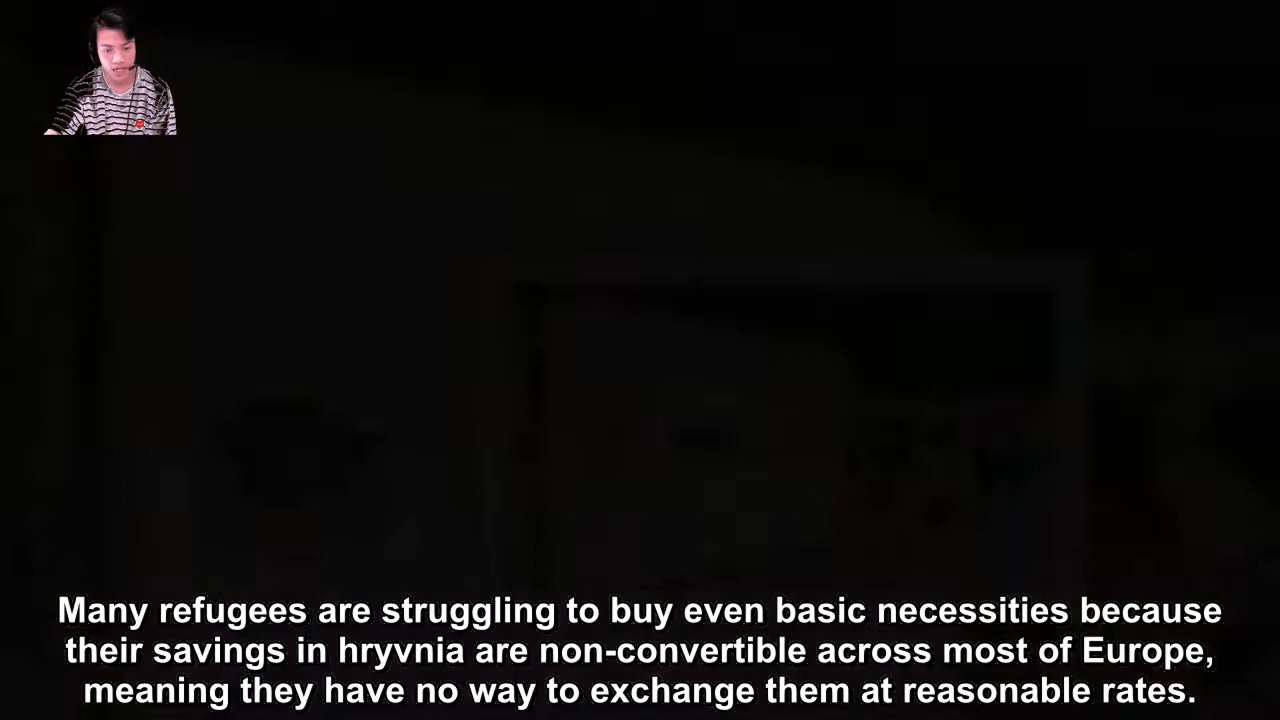 Many refugees are struggling to buy even basic necessities because
their savings in hryvnia are non-convertible across most of Europe,
meaning they have no way to exchange them at reasonable rates.